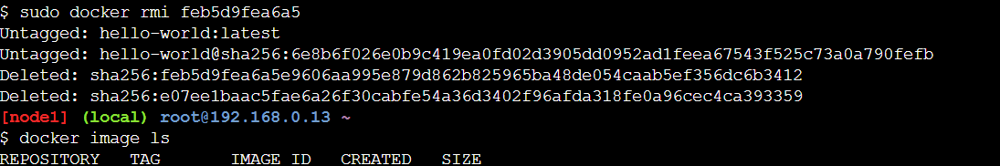 $ sudo docker rmi feb5d9fea6a5
Untagged: hello-world:latest
Untagged: hello-world@sha256:6e8b6f026e0b9c419ea0fd02d3905dd0952ad1feea67543f525c73a0a790fefb
Deleted: sha256:feb5d9fea6a5e9606aa995e879d862b825965ba48de054caab5ef356dc6b3412
Deleted: sha256:e07ee1baac5fae6a26f30cabfe54a36d3402f96afda318fe0a96cec4ca393359
[node1] (local) root@192.168.0.13 ~
$ docker image ls
REPOSITORY TAG IMAGE ID CREATED SIZE